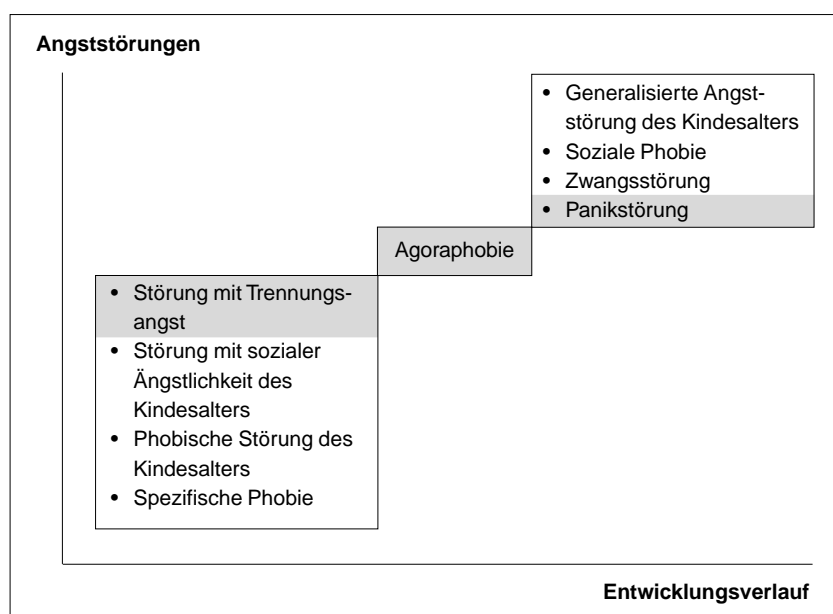 Angststörungen
• Generalisierte Angst-
störung des Kindesalters
• Soziale Phobie
• Zwangsstörung
• Panikstörung
Agoraphobie
• Störung mit Trennungs-
angst
• Störung mit sozialer
Ängstlichkeit des
Kindesalters
• Phobische Störung des
Kindesalters
• Spezifische Phobie
Entwicklungsverlauf